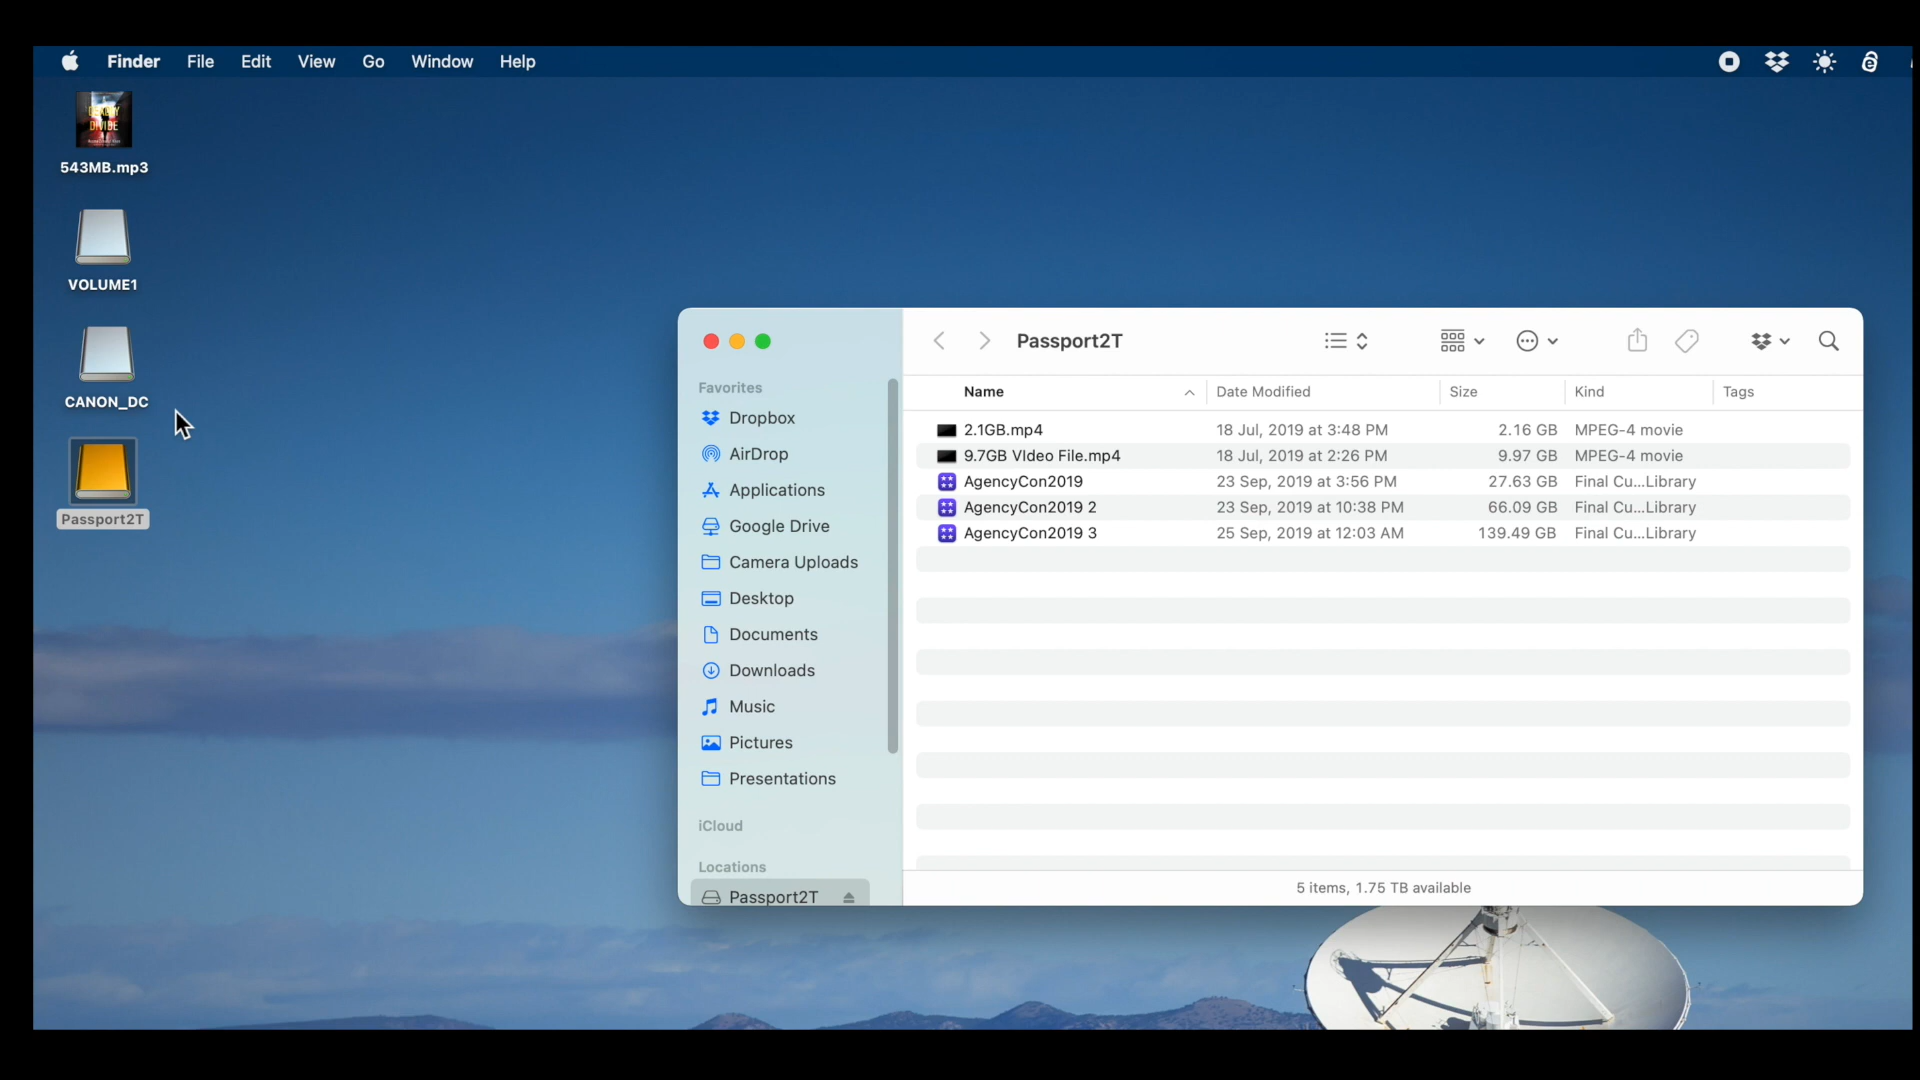 Finder File Edit View Go Window Help
DIVIDE
543MB.mp3
VOLUME1
CANON_DC
Passport2T
Passport2T
Favorites
Dropbox
AirDrop
Applications
Google Drive
Camera Uploads
Desktop
Documents
Downloads
Music
Pictures
Presentations
iCloud
Locations
Passport2T
Name Date Modified Size Kind Tags
2.1GB.mp4 18 Jul, 2019 at 3:48 PM 2.16 GB MPEG-4 movie
9.7GB VIdeo File.mp4 18 Jul, 2019 at 2:26 PM 9.97 GB MPEG-4 movie
AgencyCon2019 23 Sep, 2019 at 3:56 PM 27.63 GB Final Cu...Library
AgencyCon2019 2 23 Sep, 2019 at 10:38 PM 66.09 GB Final Cu...Library
AgencyCon2019 3 25 Sep, 2019 at 12:03 AM 139.49 GB Final Cu...Library
5 items, 1.75 TB available